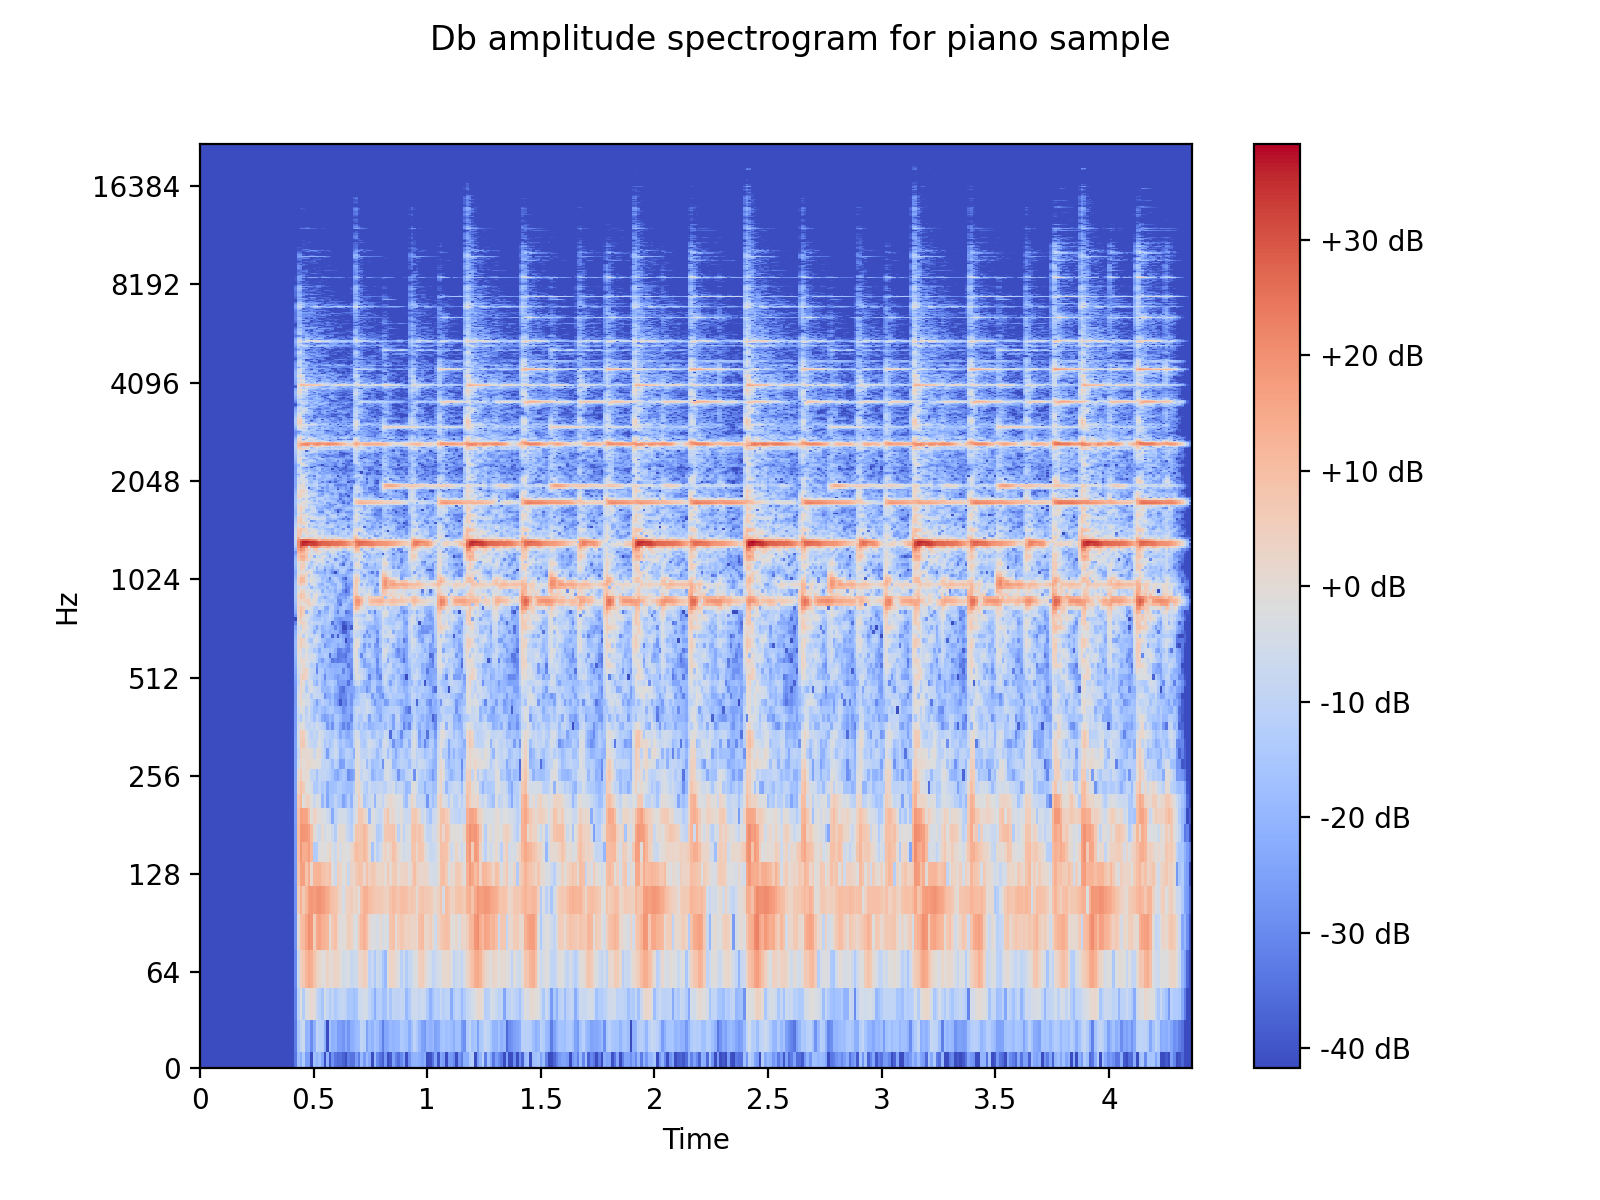 Db amplitude spectrogram for piano sample
Hz
16384
8192
4096
2048
1024
512
256
128
64
0
0 0.5 1 1.5 2 2.5 3 3.5 4
Time
+30 dB
+20 dB
+10 dB
+0 dB
-10 dB
-20 dB
-30 dB
-40 dB